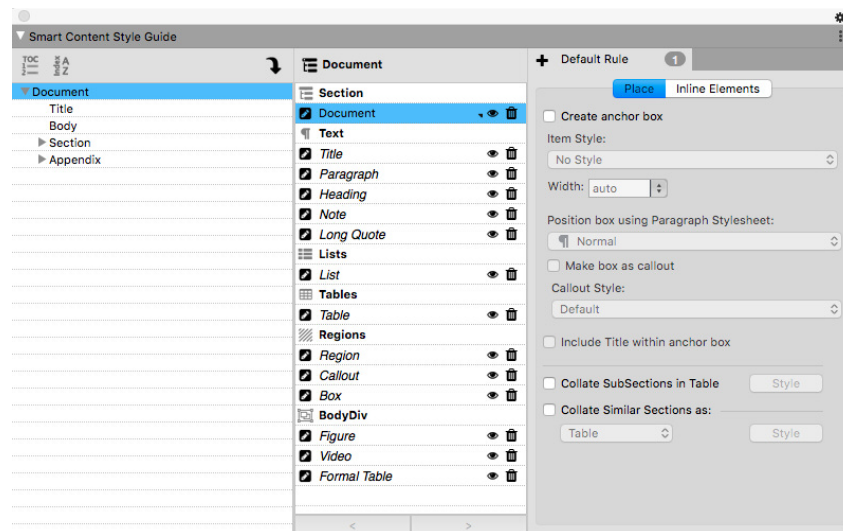 Smart Content Style Guide
TOC
A
Z
Document
Title
Body
Section
Appendix
Document
Section
Document
Text
Title
Paragraph
Heading
Note
Long Quote
Lists
List
Tables
Table
Regions
Region
Callout
Box
BodyDiv
Figure
Video
Formal Table
< >
+ Default Rule 1
Place Inline Elements
Create anchor box
Item Style:
No Style
Width: auto
Position box using Paragraph Stylesheet:
¶ Normal
Make box as callout
Callout Style:
Default
Include Title within anchor box
Collate SubSections in Table Style
Collate Similar Sections as:
Table Style